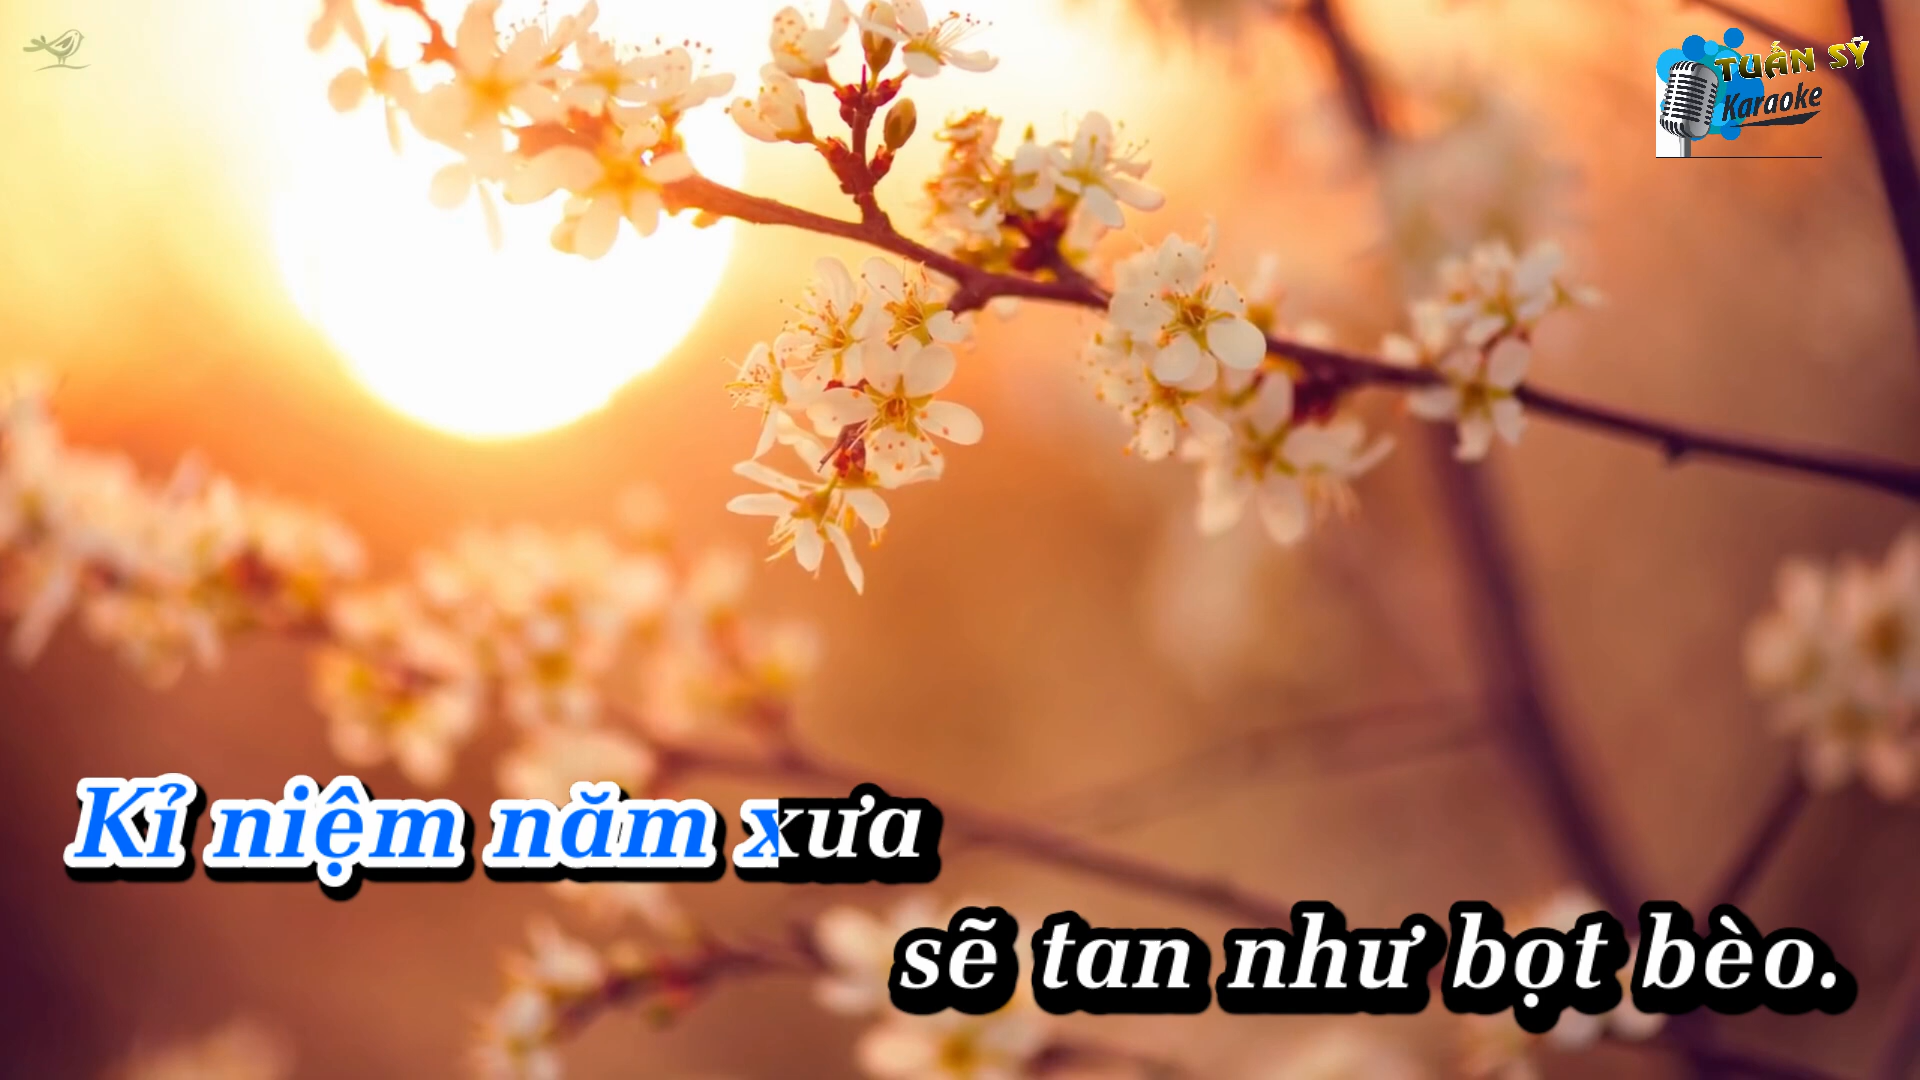 TUẤN SỸ
Karaoke
Kỉ niệm năm xưa
sẽ tan như bọt bèo.